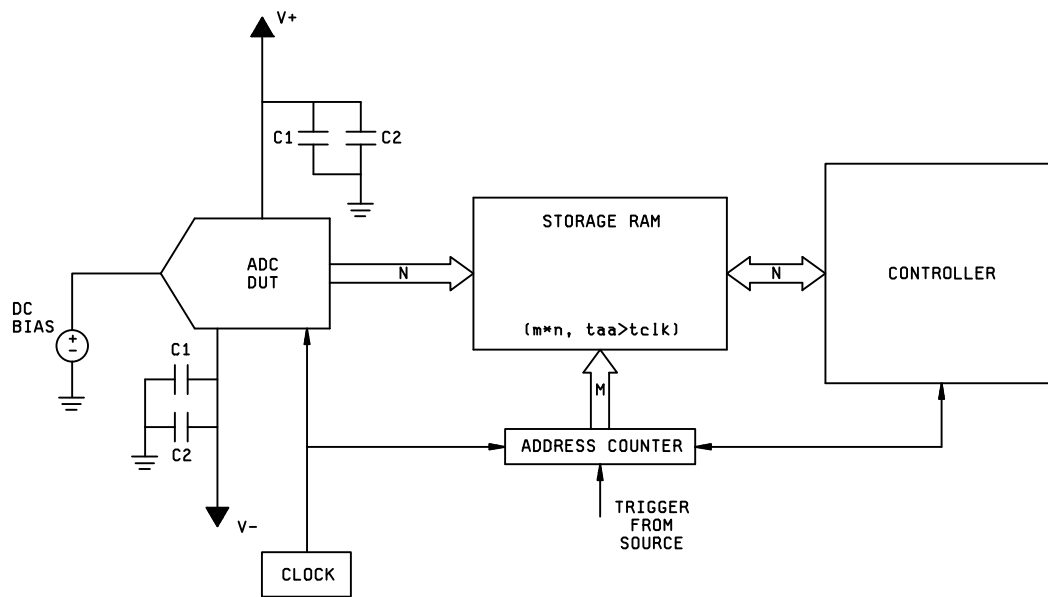 V+
C1
C2
STORAGE RAM
ADC
DUT
N
N
CONTROLLER
DC
BIAS
+
−
(m*n, taa>tclk)
C1
M
C2
ADDRESS COUNTER
V−
TRIGGER
FROM
SOURCE
CLOCK